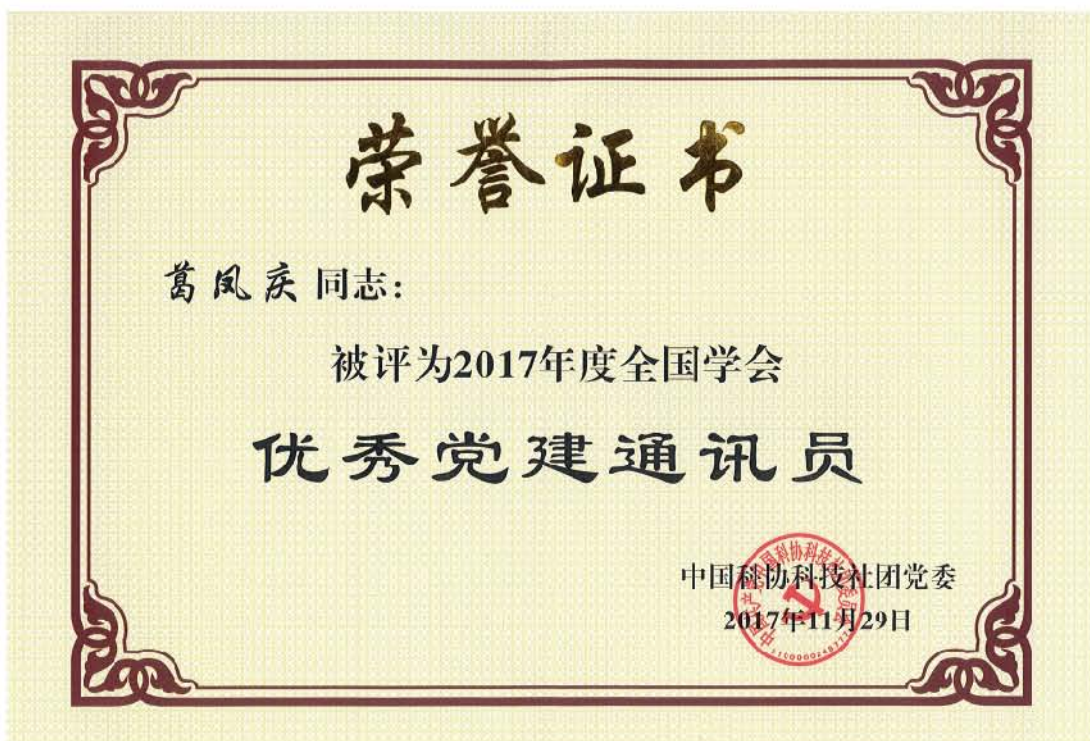 荣誉证书
葛凤庆 同志：
被评为2017年度全国学会
优秀党建通讯员
中国科协科技社团党委
2017年11月29日